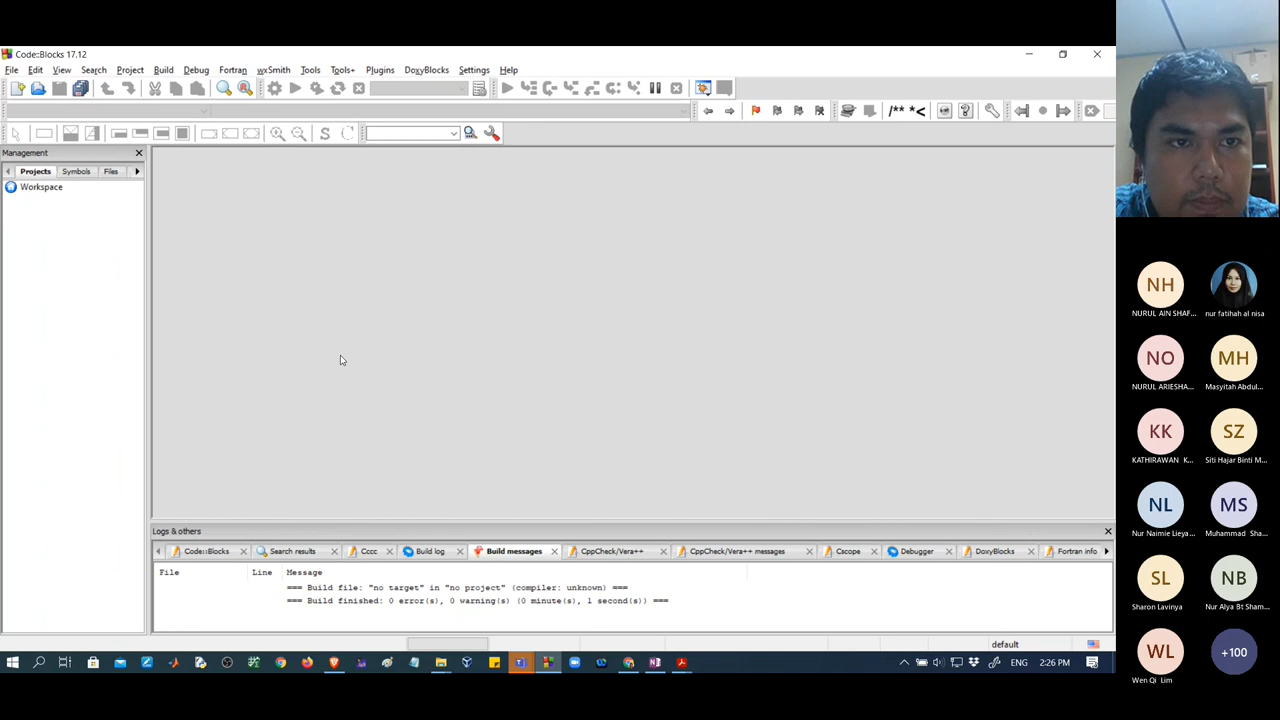 Code::Blocks 17.12
File Edit View Search Project Build Debug Fortran wxSmith Tools Tools+ Plugins DoxyBlocks Settings Help
/** *<
S C
Management
Projects Symbols Files
Workspace
Logs & others
Code::Blocks Search results Cccc Build log Build messages CppCheck/Vera++ CppCheck/Vera++ messages Cscope Debugger DoxyBlocks Fortran info
File Line Message
=== Build file: "no target" in "no project" (compiler: unknown) ===
=== Build finished: 0 error(s), 0 warning(s) (0 minute(s), 1 second(s)) ===
default
ENG 2:26 PM
NH
NURUL AIN SHAF... nur fatihah al nisa
NO MH
NURUL ARIESHA... Masyitah Abdul...
KK SZ
KATHIRAWAN K... Siti Hajar Binti M...
NL MS
Nur Naimie Lieya... Muhammad Sha...
SL NB
Sharon Lavinya Nur Alya Bt Sham...
WL +100
Wen Qi Lim